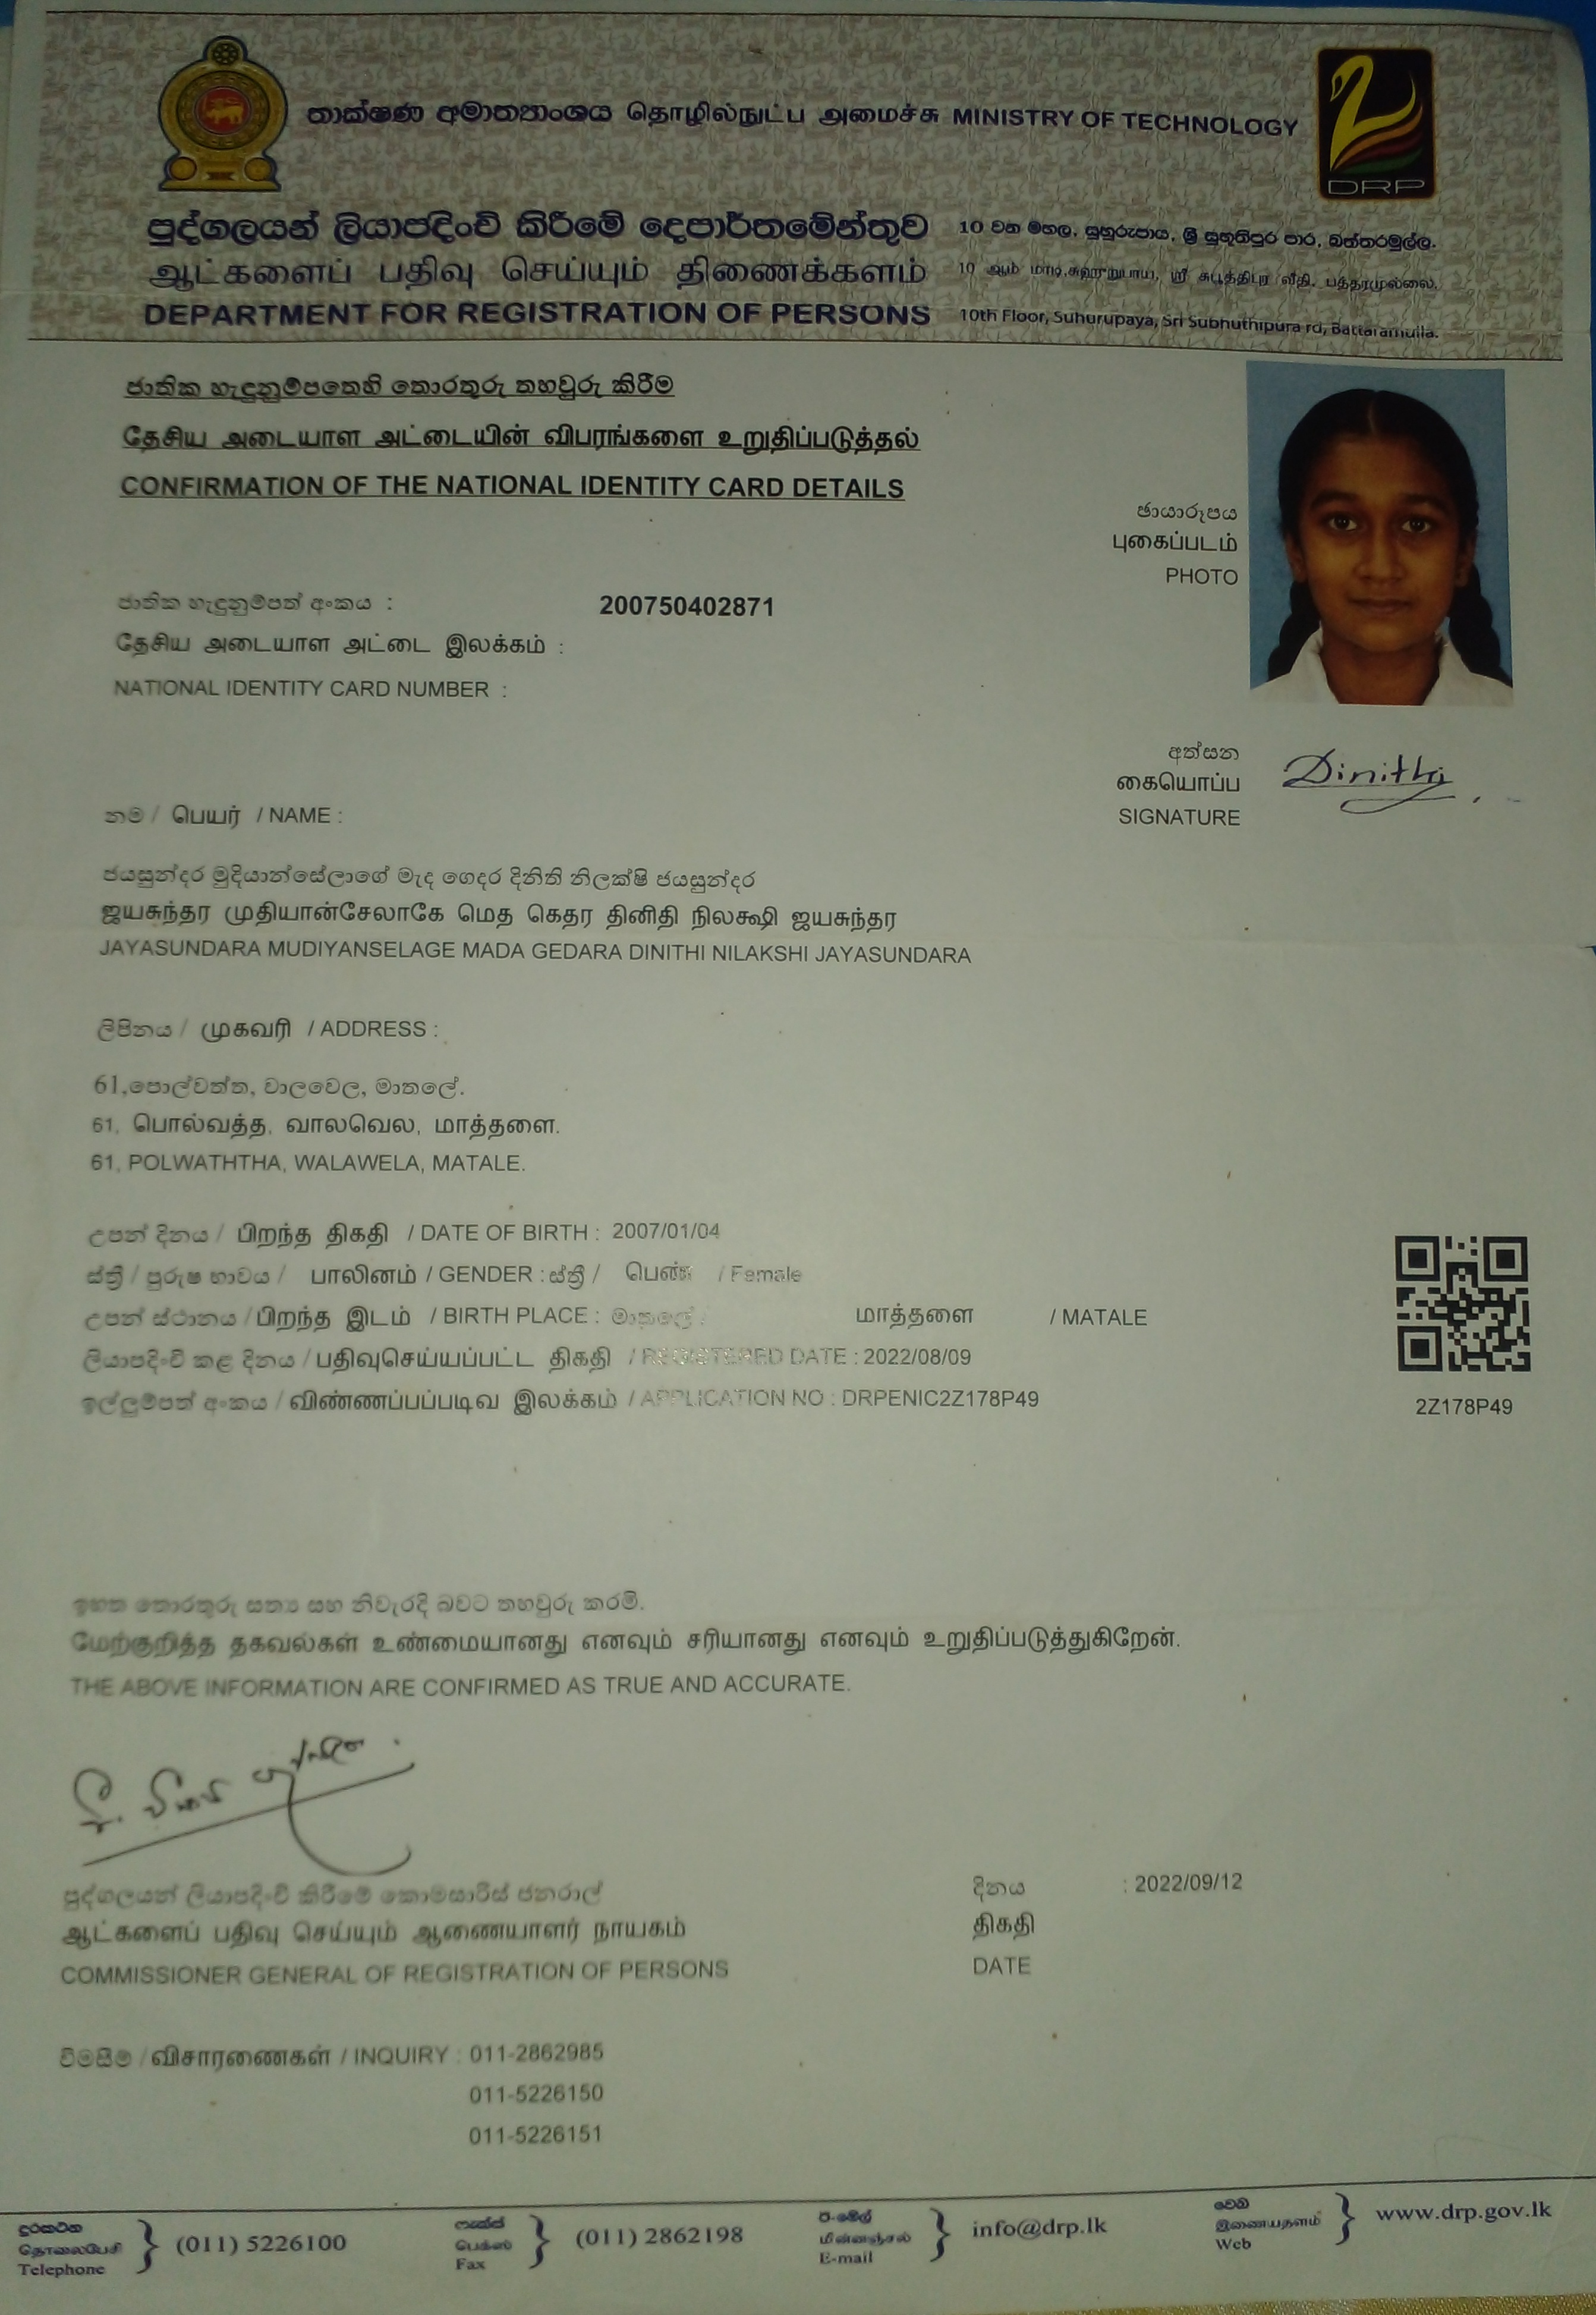 තාක්ෂණ අමාත්‍යාංශය தொழில்நுட்ப அமைச்சு MINISTRY OF TECHNOLOGY
DRP
පුද්ගලයන් ලියාපදිංචි කිරීමේ දෙපාර්තමේන්තුව
10 වන මහල, සුහුරුපාය, ශ්‍රී සුභූතිපුර පාර, බත්තරමුල්ල.
ஆட்களைப் பதிவு செய்யும் திணைக்களம்
10 ஆம் மாடி,சுஹுறுபாய, ஸ்ரீ சுபூத்திபுர வீதி, பத்தரமுல்லை.
DEPARTMENT FOR REGISTRATION OF PERSONS
10th Floor, Suhurupaya, Sri Subhuthipura rd, Battaramulla.
ජාතික හැඳුනුම්පතෙහි තොරතුරු තහවුරු කිරීම
தேசிய அடையாள அட்டையின் விபரங்களை உறுதிப்படுத்தல்
CONFIRMATION OF THE NATIONAL IDENTITY CARD DETAILS
ඡායාරූපය
புகைப்படம்
PHOTO
ජාතික හැඳුනුම්පත් අංකය : 200750402871
தேசிய அடையாள அட்டை இலக்கம் :
NATIONAL IDENTITY CARD NUMBER :
අත්සන
கையொப்ப
SIGNATURE
Dinithi
නම / பெயர் / NAME :
ජයසුන්දර මුදියාන්සේලාගේ මැද ගෙදර දිනිති නිලක්ෂි ජයසුන්දර
ஜயசுந்தர முதியான்சேலாகே மெத கெதர தினிதி நிலக்ஷி ஜயசுந்தர
JAYASUNDARA MUDIYANSELAGE MADA GEDARA DINITHI NILAKSHI JAYASUNDARA
ලිපිනය / முகவரி / ADDRESS :
61,පොල්වත්ත, වාලවෙල, මාතලේ.
61, பொல்வத்த, வாலவெல, மாத்தளை.
61, POLWATHTHA, WALAWELA, MATALE.
උපන් දිනය / பிறந்த திகதி / DATE OF BIRTH : 2007/01/04
ස්ත්‍රී / පුරුෂ භාවය / பாலினம் / GENDER : ස්ත්‍රී / பெண் / Female
උපන් ස්ථානය / பிறந்த இடம் / BIRTH PLACE : මාතලේ / மாத்தளை / MATALE
ලියාපදිංචි කළ දිනය / பதிவுசெய்யப்பட்ட திகதி / REGISTERED DATE : 2022/08/09
ඉල්ලුම්පත් අංකය / விண்ணப்பப்படிவ இலக்கம் / APPLICATION NO : DRPENIC2Z178P49
2Z178P49
ඉහත තොරතුරු සත්‍ය සහ නිවැරදි බවට තහවුරු කරමි.
மேற்குறித்த தகவல்கள் உண்மையானது எனவும் சரியானது எனவும் உறுதிப்படுத்துகிறேன்.
THE ABOVE INFORMATION ARE CONFIRMED AS TRUE AND ACCURATE.
පුද්ගලයන් ලියාපදිංචි කිරීමේ කොමසාරිස් ජනරාල්
ஆட்களைப் பதிவு செய்யும் ஆணையாளர் நாயகம்
COMMISSIONER GENERAL OF REGISTRATION OF PERSONS
දිනය : 2022/09/12
திகதி
DATE
විමසීම / விசாரணைகள் / INQUIRY : 011-2862985
011-5226150
011-5226151
දුරකථන
தொலைபேசி
Telephone
(011) 5226100
ෆැක්ස්
பெக்ஸ்
Fax
(011) 2862198
ඊ-මේල්
மின்னஞ்சல்
E-mail
info@drp.lk
වෙබ්
இணையதளம்
Web
www.drp.gov.lk